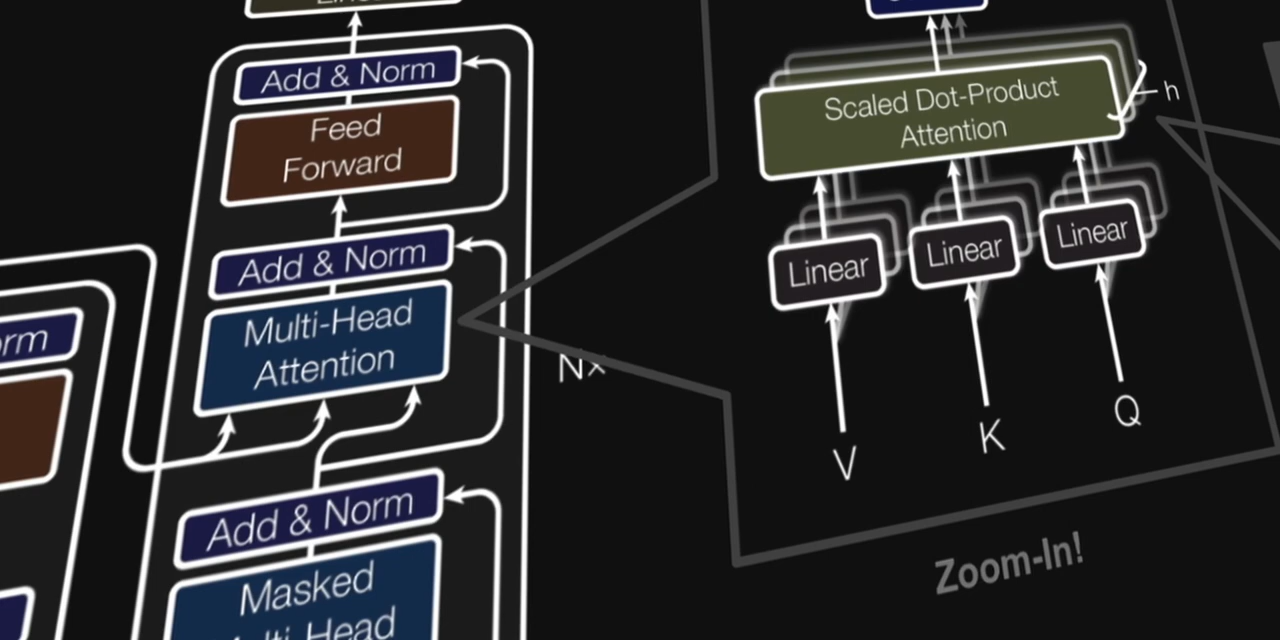 Add & Norm
Feed
Forward
Add & Norm
Multi-Head
Attention
Nx
Add & Norm
Masked
Multi-Head
Scaled Dot-Product
Attention
h
Linear
Linear
Linear
V
K
Q
Zoom-In!